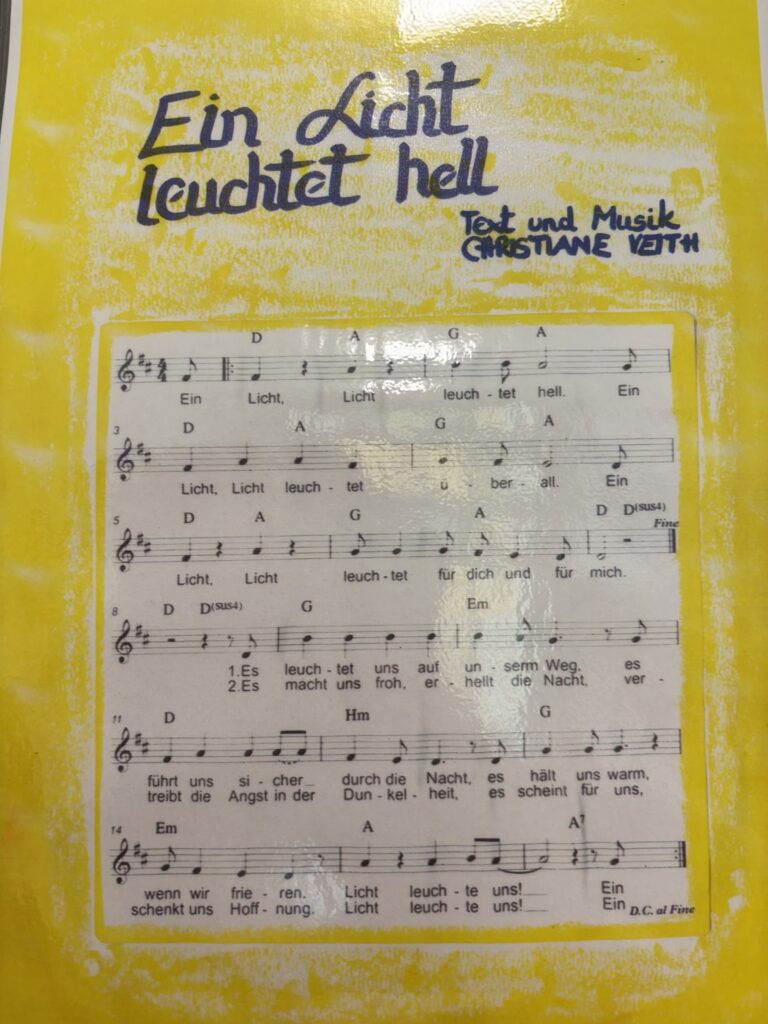 Ein Licht
leuchtet hell
Text und Musik
CHRISTIANE VEITH
D A G A
Ein Licht, Licht leuch - tet hell. Ein
3 D A G A
Licht, Licht leuch - tet ü - ber - all. Ein
5 D A G A D D(sus4)
Fine
Licht, Licht leuch - tet für dich und für mich.
8 D D(sus4) G Em
1.Es leuch - tet uns auf un - serm Weg, es
2.Es macht uns froh, er - hellt die Nacht, ver -
11 D Hm G
führt uns si - cher durch die Nacht, es hält uns warm,
treibt die Angst in der Dun - kel - heit, es scheint für uns,
14 Em A A7
wenn wir frie - ren. Licht leuch - te uns! Ein
schenkt uns Hoff - nung. Licht leuch - te uns! Ein
D.C. al Fine